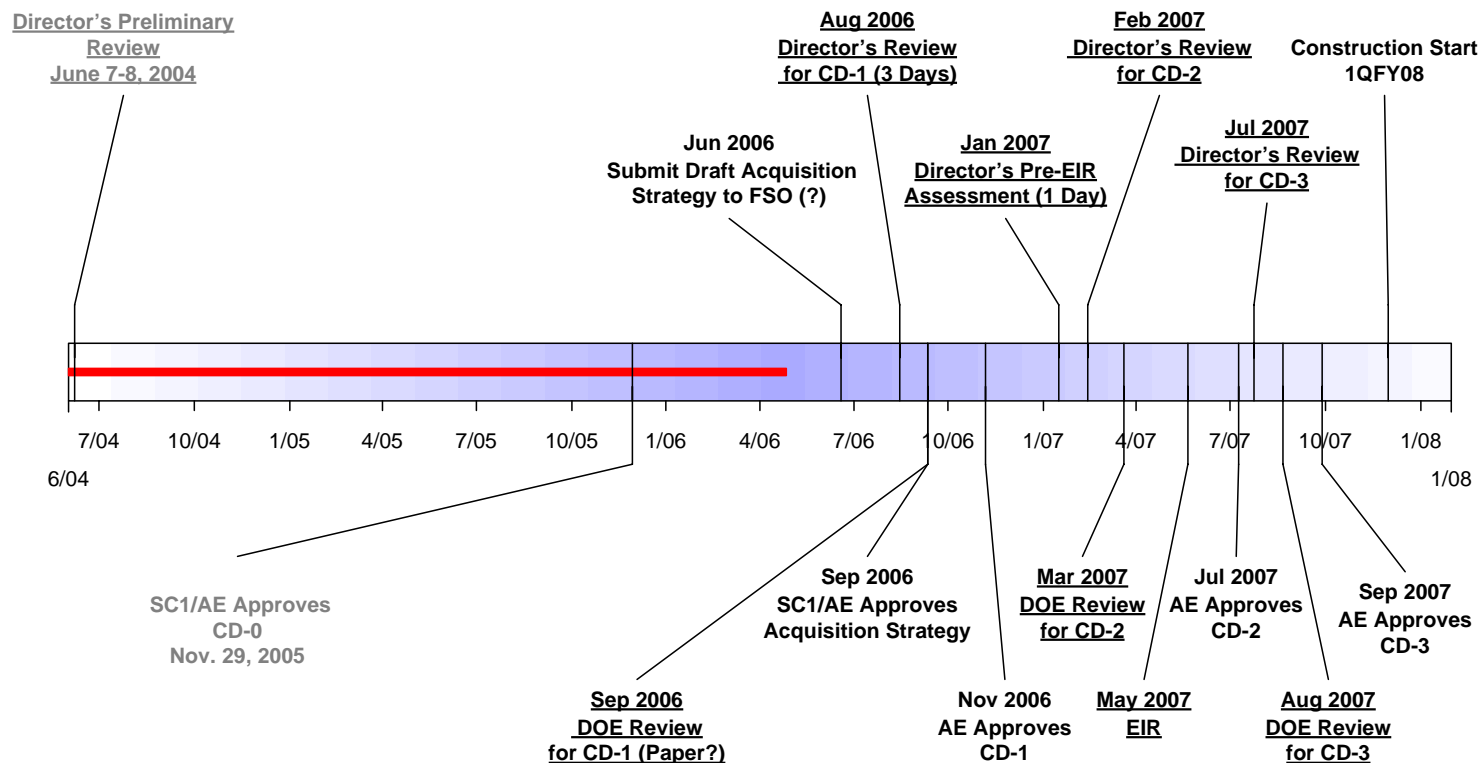 Director's Preliminary
Review
June 7-8, 2004
Aug 2006
Director's Review
for CD-1 (3 Days)
Feb 2007
Director's Review
for CD-2
Construction Start
1QFY08
Jun 2006
Submit Draft Acquisition
Strategy to FSO (?)
Jan 2007
Director's Pre-EIR
Assessment (1 Day)
Jul 2007
Director's Review
for CD-3
7/04
10/04
1/05
4/05
7/05
10/05
1/06
4/06
7/06
10/06
1/07
4/07
7/07
10/07
1/08
6/04
1/08
SC1/AE Approves
CD-0
Nov. 29, 2005
Sep 2006
SC1/AE Approves
Acquisition Strategy
Mar 2007
DOE Review
for CD-2
Jul 2007
AE Approves
CD-2
Sep 2007
AE Approves
CD-3
Sep 2006
DOE Review
for CD-1 (Paper?)
Nov 2006
AE Approves
CD-1
May 2007
EIR
Aug 2007
DOE Review
for CD-3